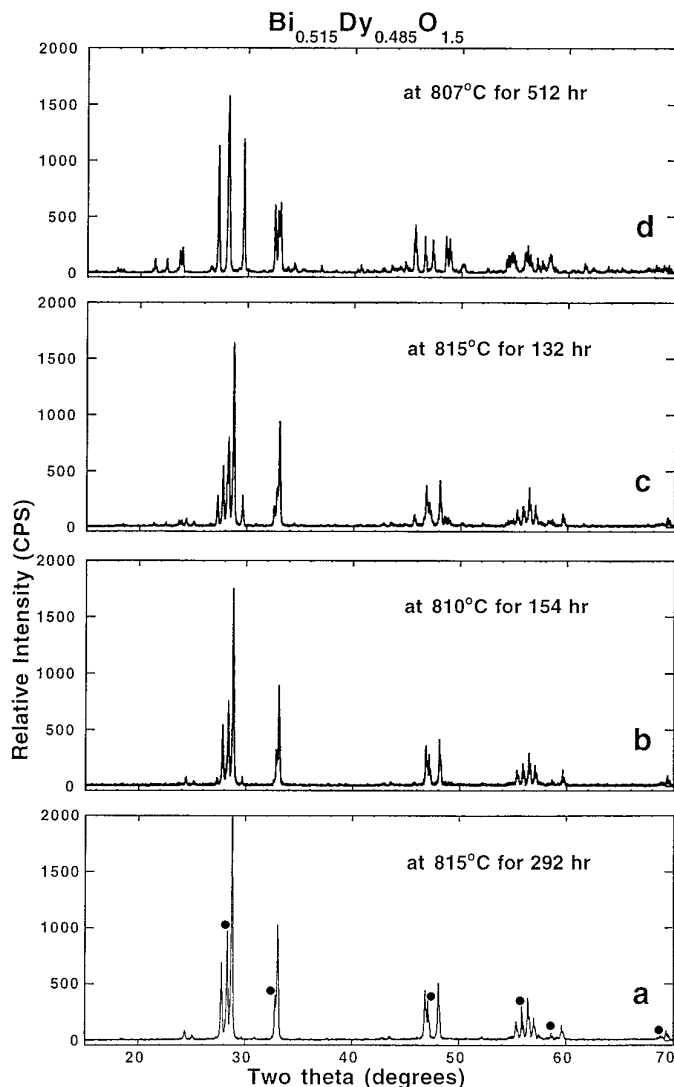 Bi0.515Dy0.485O1.5
2000
at 807°C for 512 hr
1500
1000
500
d
0
2000
at 815°C for 132 hr
1500
1000
500
c
0
2000
at 810°C for 154 hr
1500
1000
500
b
0
2000
at 815°C for 292 hr
1500
1000
500
a
0
20 30 40 50 60 70
Two theta (degrees)
Relative Intensity (CPS)